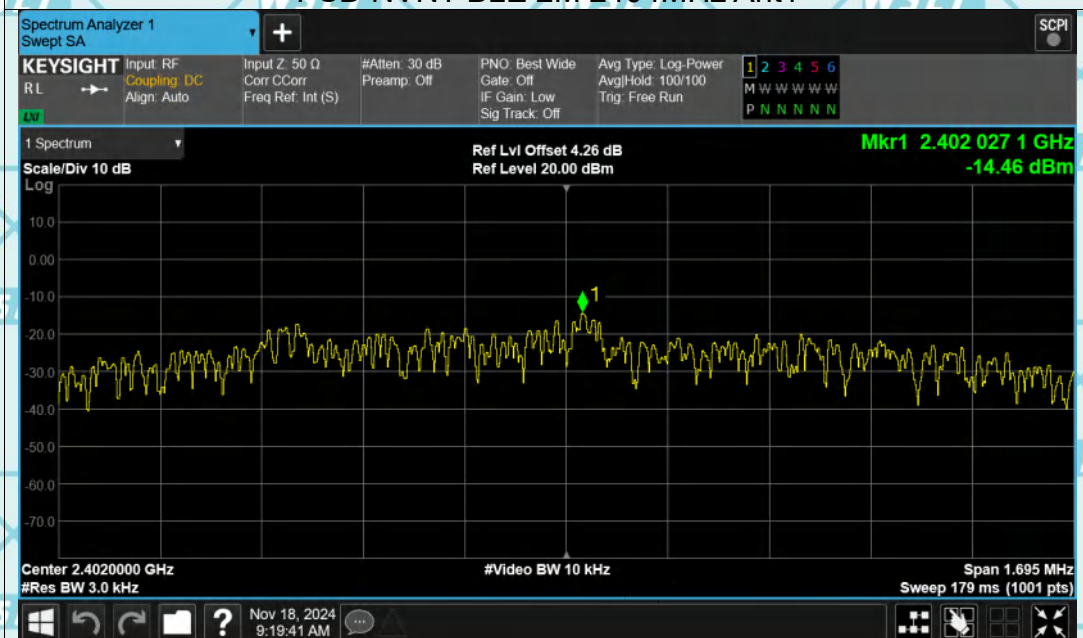 Spectrum Analyzer 1
Swept SA
+
SCPI
KEYSIGHT
RL
LXI
Input: RF
Coupling: DC
Align: Auto
Input Z: 50 Ω
Corr CCorr
Freq Ref: Int (S)
#Atten: 30 dB
Preamp: Off
PNO: Best Wide
Gate: Off
IF Gain: Low
Sig Track: Off
Avg Type: Log-Power
Avg|Hold: 100/100
Trig: Free Run
1 2 3 4 5 6
M W W W W W
P N N N N N
1 Spectrum
Scale/Div 10 dB
Log
Ref Lvl Offset 4.26 dB
Ref Level 20.00 dBm
Mkr1 2.402 027 1 GHz
-14.46 dBm
10.0
0.00
-10.0
-20.0
-30.0
-40.0
-50.0
-60.0
-70.0
1
Center 2.4020000 GHz
#Res BW 3.0 kHz
#Video BW 10 kHz
Span 1.695 MHz
Sweep 179 ms (1001 pts)
?
Nov 18, 2024
9:19:41 AM